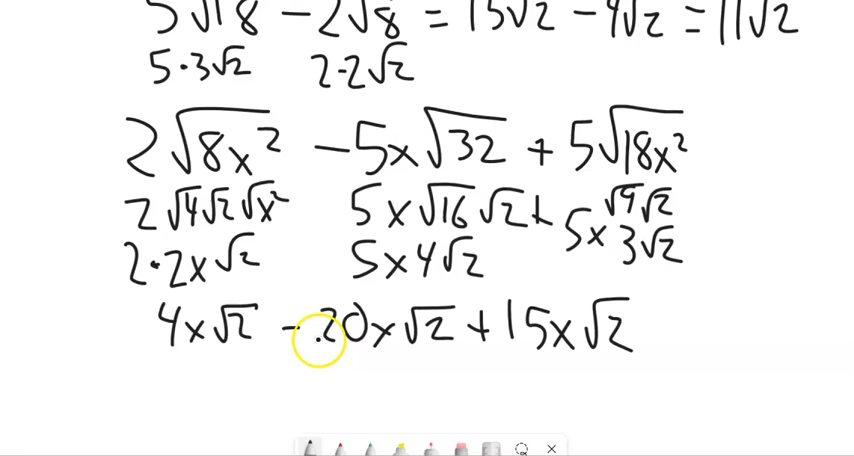 5√18 - 2√8 = 15√2 - 4√2 = 11√2
5·3√2 2·2√2
2√8x² - 5x√32 + 5√18x²
2√4√2√x² 5x√16√2 + 5x√9√2
2·2x√2 5x4√2 3√2
4x√2 - 20x√2 + 15x√2